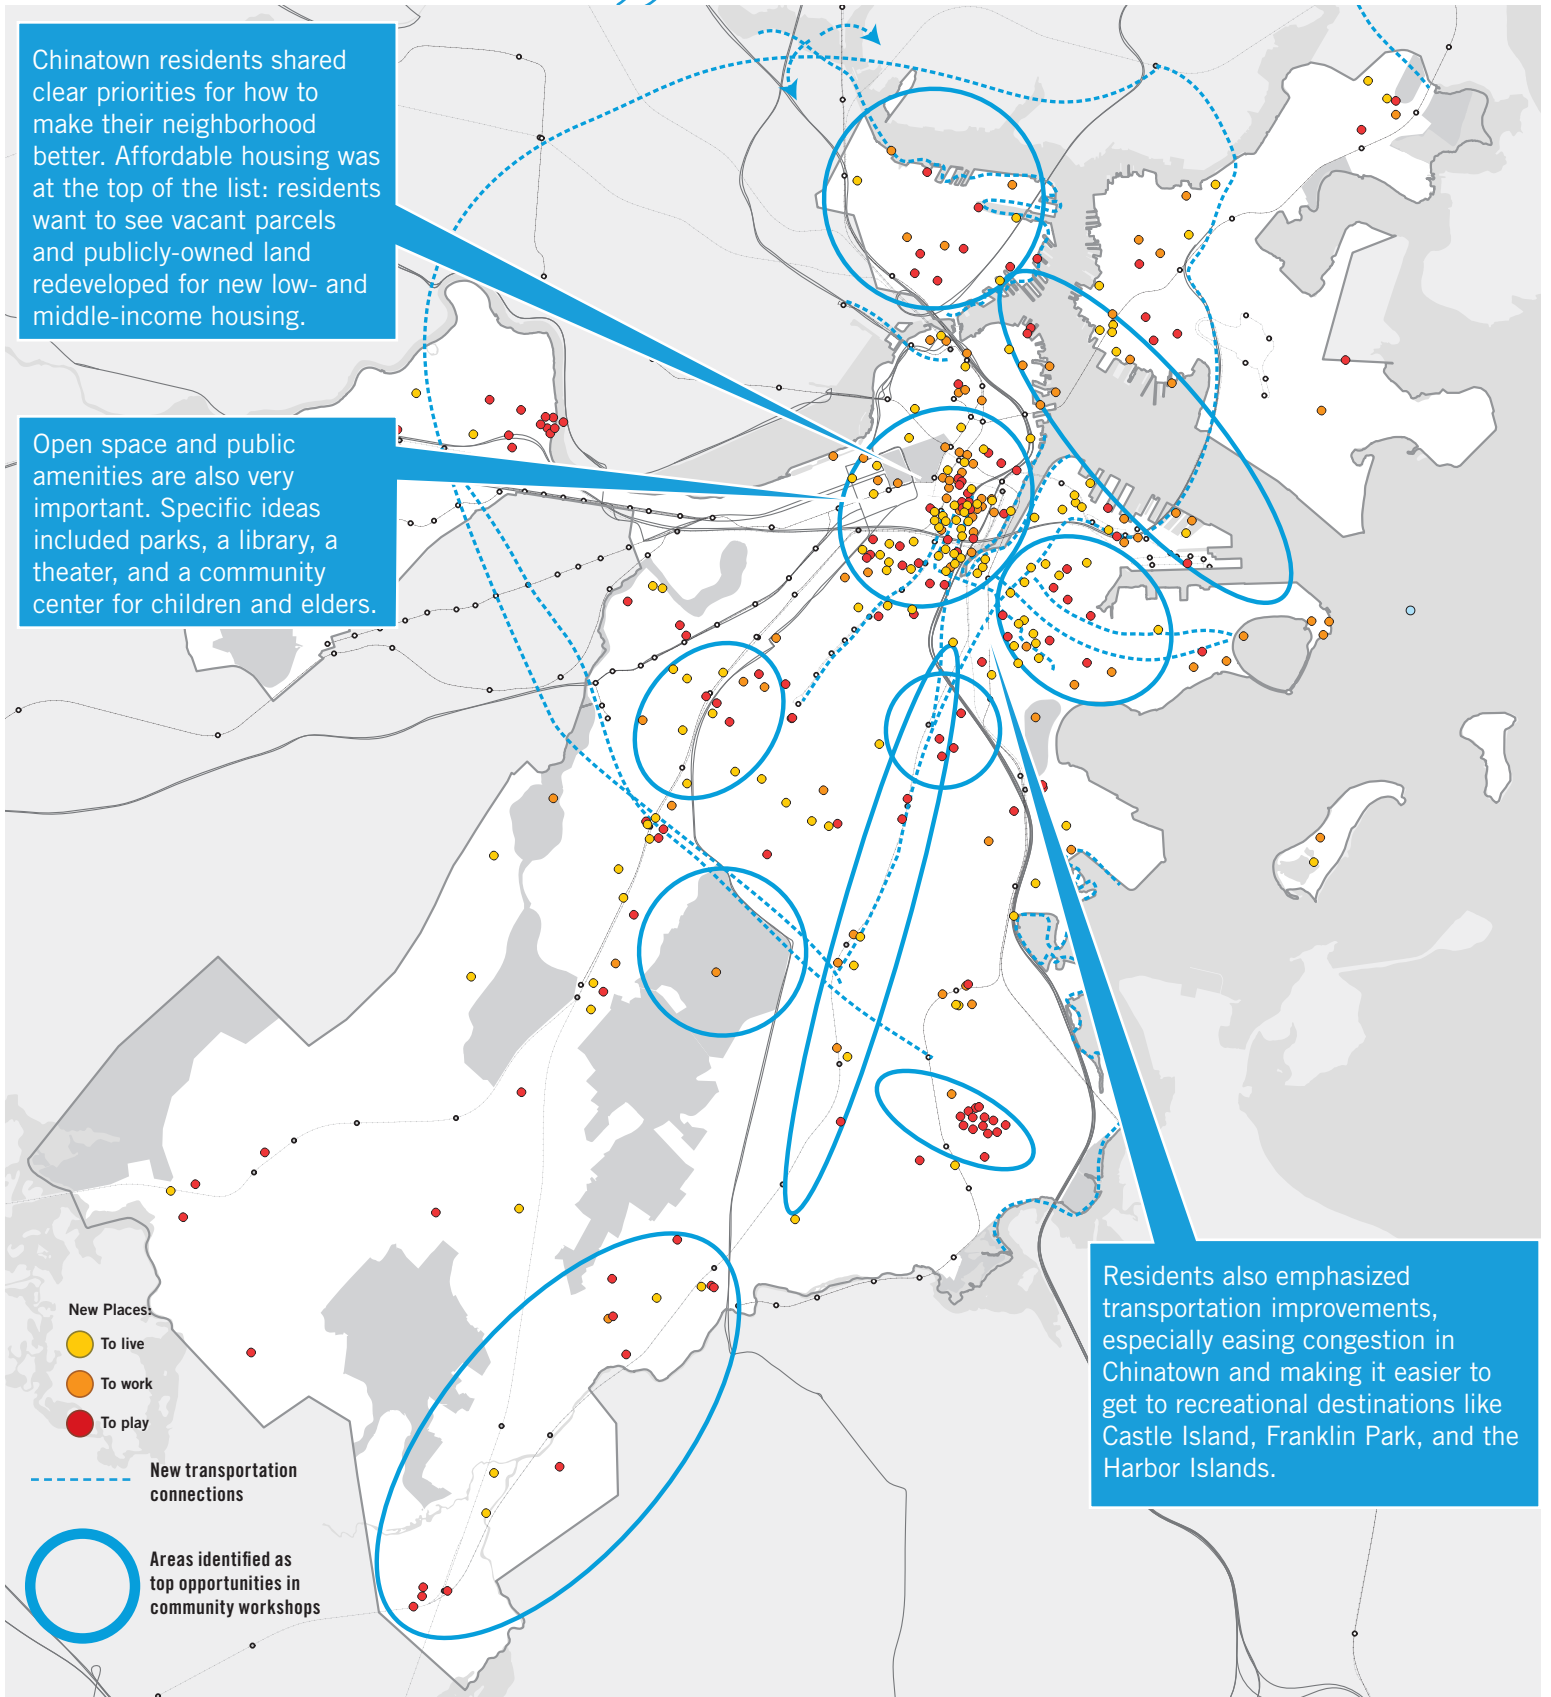 Chinatown residents shared
clear priorities for how to
make their neighborhood
better. Affordable housing was
at the top of the list: residents
want to see vacant parcels
and publicly-owned land
redeveloped for new low- and
middle-income housing.
Open space and public
amenities are also very
important. Specific ideas
included parks, a library, a
theater, and a community
center for children and elders.
Residents also emphasized
transportation improvements,
especially easing congestion in
Chinatown and making it easier to
get to recreational destinations like
Castle Island, Franklin Park, and the
Harbor Islands.
New Places:
To live
To work
To play
New transportation
connections
Areas identified as
top opportunities in
community workshops